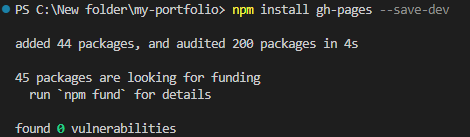 PS C:\New folder\my-portfolio> npm install gh-pages --save-dev
added 44 packages, and audited 200 packages in 4s
45 packages are looking for funding
run `npm fund` for details
found 0 vulnerabilities